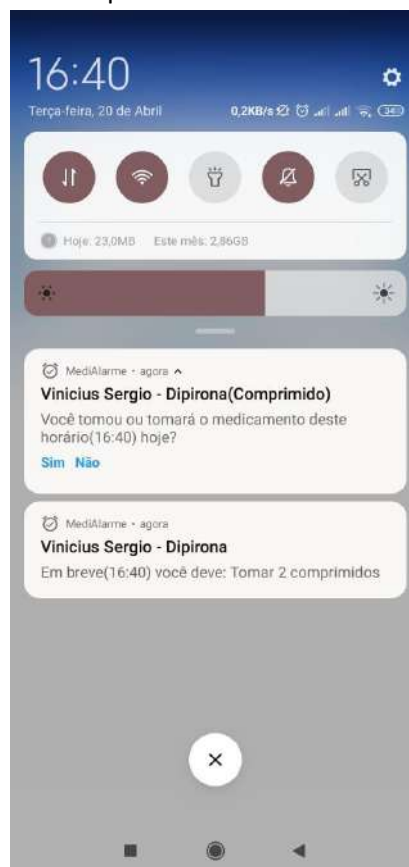 16:40
Terça-feira, 20 de Abril 0,2KB/s 34
Hoje: 23,0MB Este mês: 2,86GB
MediAlarme • agora
Vinicius Sergio - Dipirona(Comprimido)
Você tomou ou tomará o medicamento deste
horário(16:40) hoje?
Sim Não
MediAlarme • agora
Vinicius Sergio - Dipirona
Em breve(16:40) você deve: Tomar 2 comprimidos